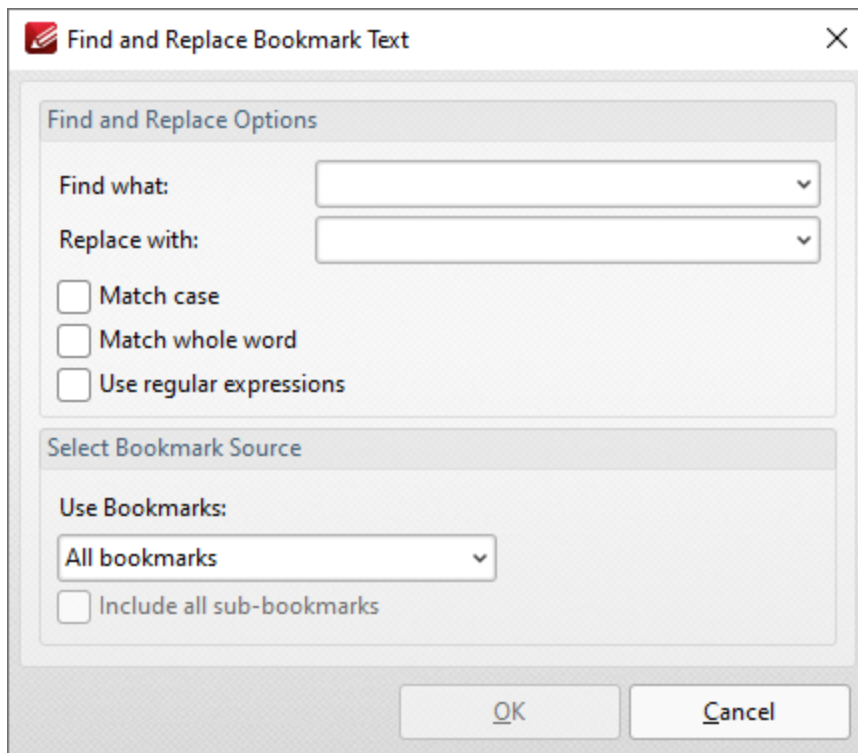 Find and Replace Bookmark Text
Find and Replace Options
Find what:
Replace with:
Match case
Match whole word
Use regular expressions
Select Bookmark Source
Use Bookmarks:
All bookmarks
Include all sub-bookmarks
OK Cancel